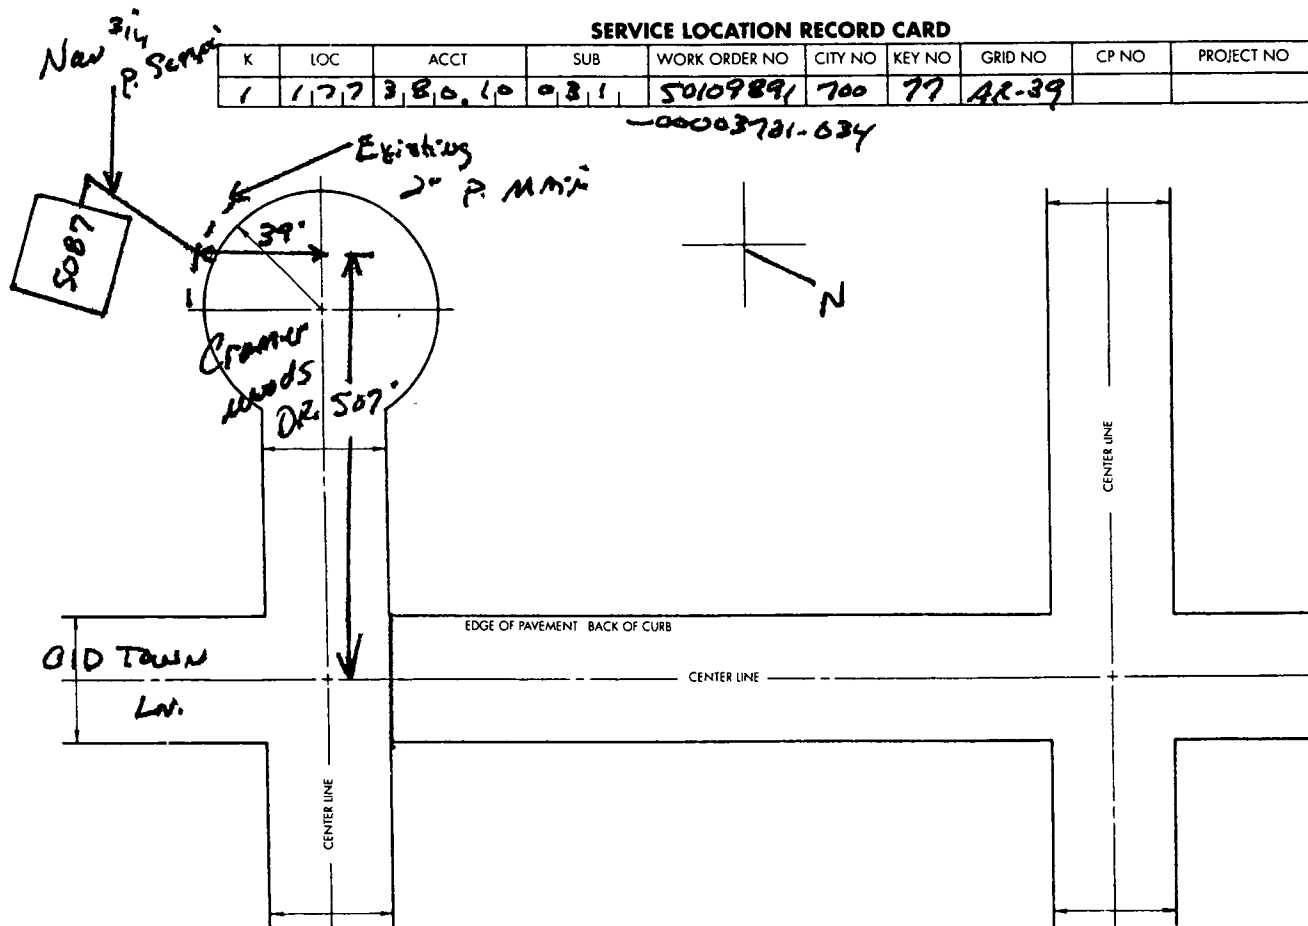 SERVICE LOCATION RECORD CARD
K LOC ACCT SUB WORK ORDER NO CITY NO KEY NO GRID NO CP NO PROJECT NO
1 177 380.10 031 50109891 700 77 AR-39
-00003721-034
New 3/4"
P. Service
Existing
2" P. Main
5087
39'
N
Cramer
Woods
DR. 507'
CENTER LINE
EDGE OF PAVEMENT BACK OF CURB
OLD TOWN
LN.
CENTER LINE
CENTER LINE